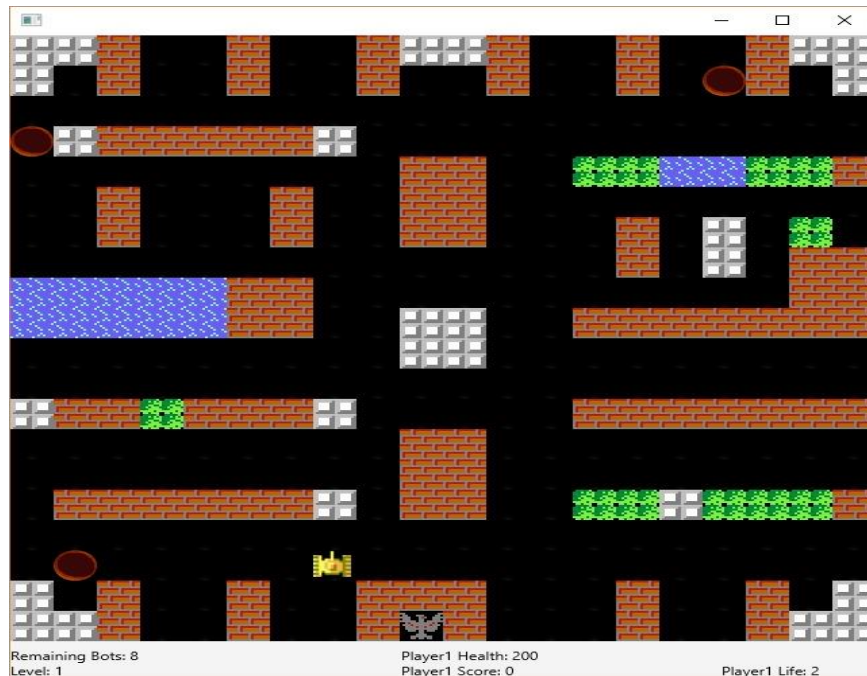 Remaining Bots: 8
Player1 Health: 200
Level: 1
Player1 Score: 0
Player1 Life: 2